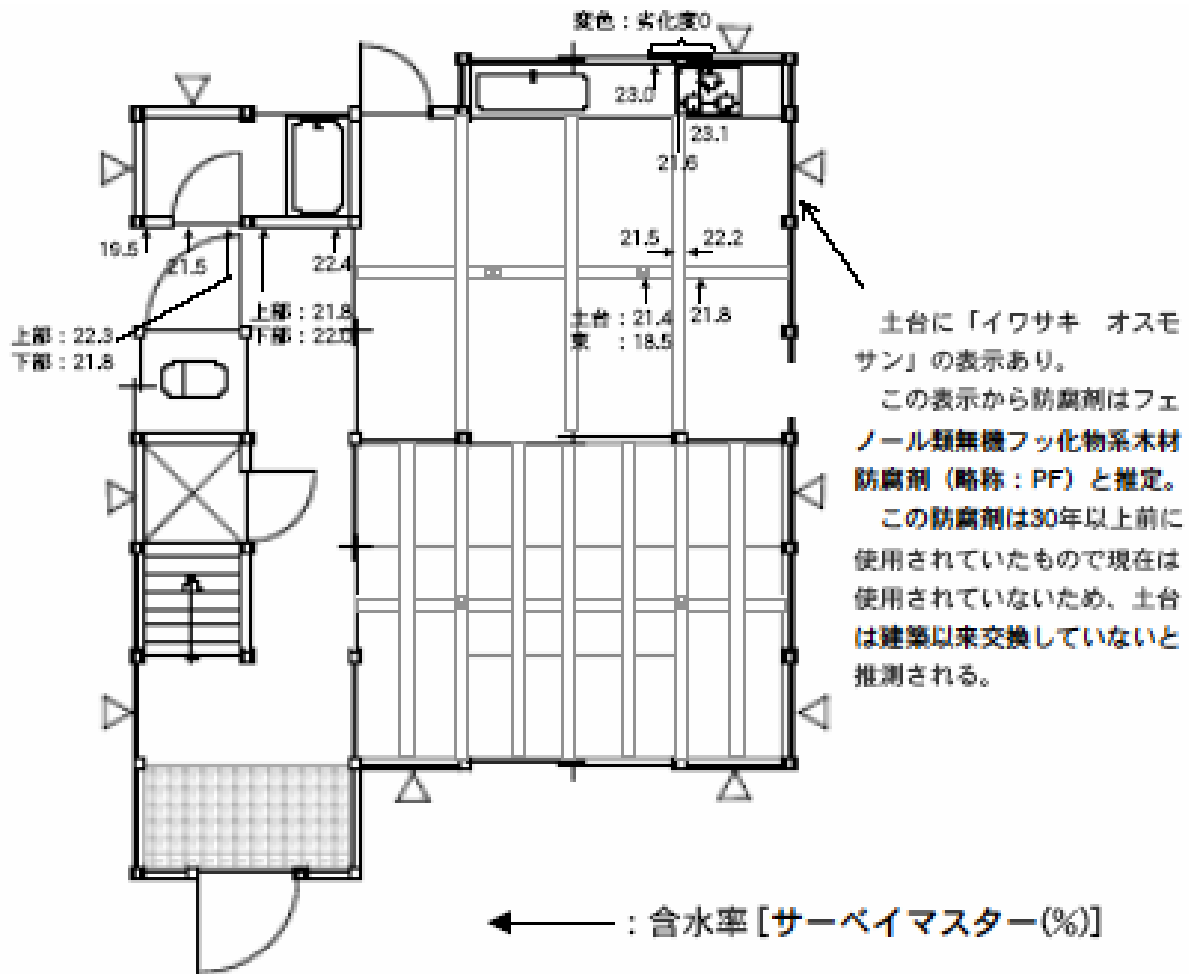 変色：劣化度0
23.0
23.1
21.6
19.5
21.5
22.4
21.5
22.2
上部：22.3
下部：21.8
上部：21.8
下部：22.0
土台：21.4
束　：18.5
21.8
土台に「イワサキ　オスモ
サン」の表示あり。
この表示から防腐剤はフェ
ノール類無機フッ化物系木材
防腐剤（略称：PF）と推定。
この防腐剤は30年以上前に
使用されていたもので現在は
使用されていないため、土台
は建築以来交換していないと
推測される。
：含水率［サーベイマスター(%)］